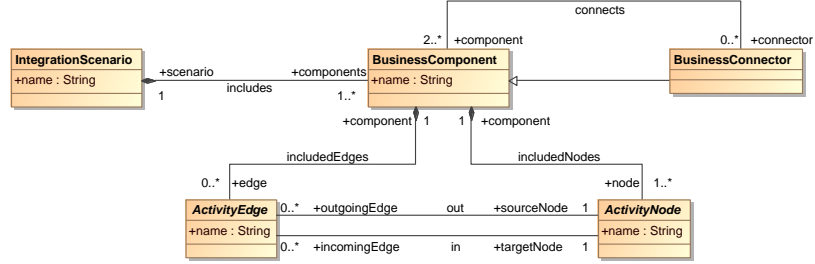 connects
2..*
+component
0..*
+connector
IntegrationScenario
+name : String
+scenario
1
includes
+components
1..*
BusinessComponent
+name : String
BusinessConnector
+component
1
1
+component
includedEdges
includedNodes
0..*
+edge
+node
1..*
ActivityEdge
+name : String
0..*
+outgoingEdge
out
+sourceNode
1
0..*
+incomingEdge
in
+targetNode
1
ActivityNode
+name : String